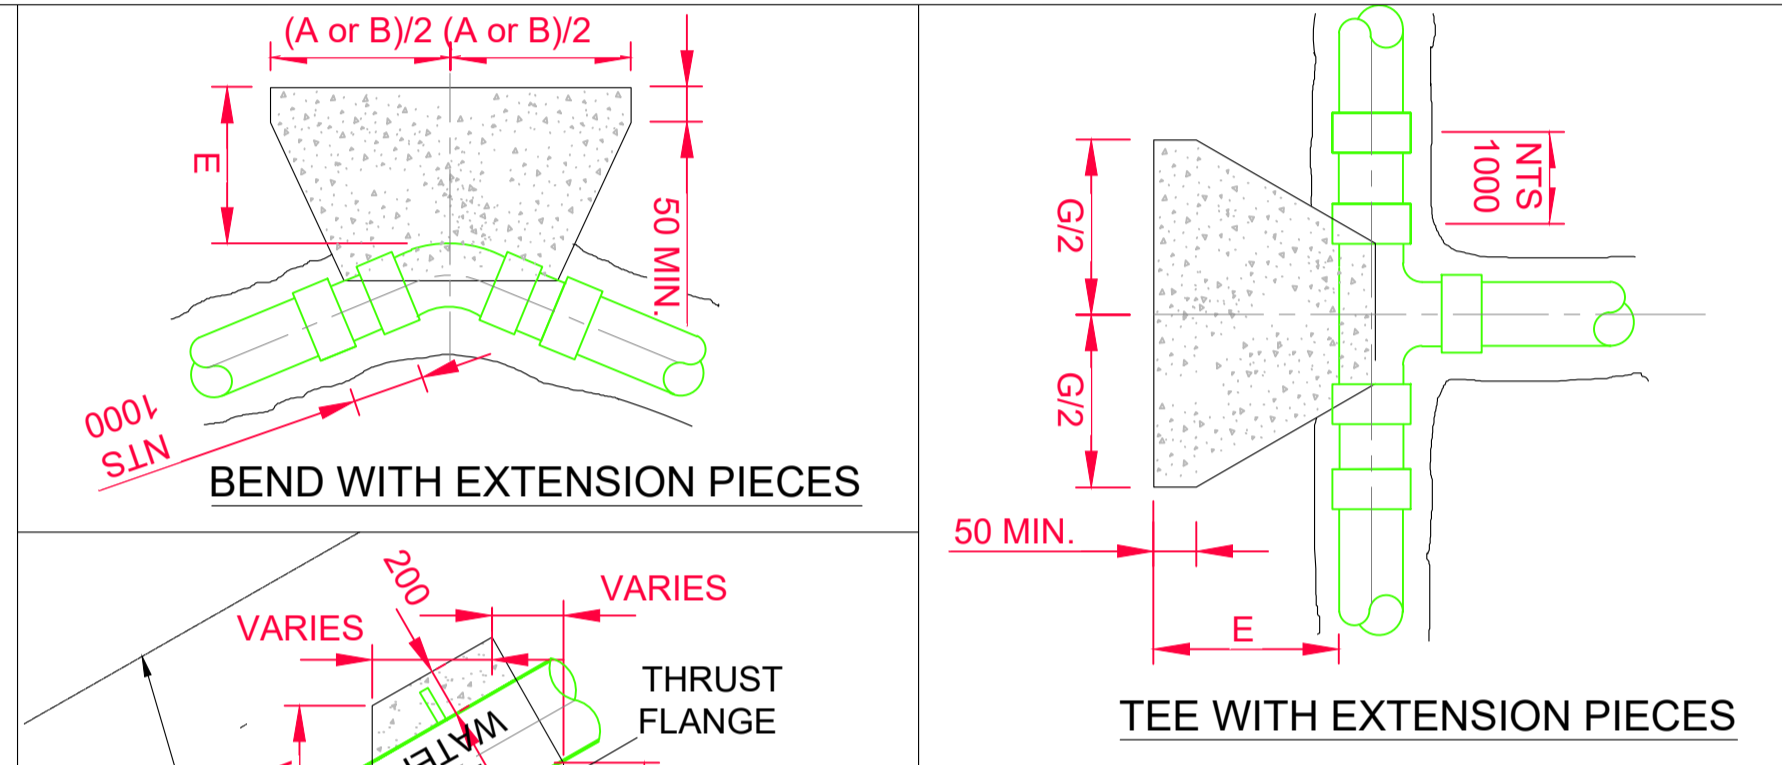 (A or B)/2 (A or B)/2
E
50 MIN.
1000
NTS
BEND WITH EXTENSION PIECES
NTS
1000
G/2
G/2
50 MIN.
E
TEE WITH EXTENSION PIECES
200
VARIES
VARIES
THRUST
FLANGE